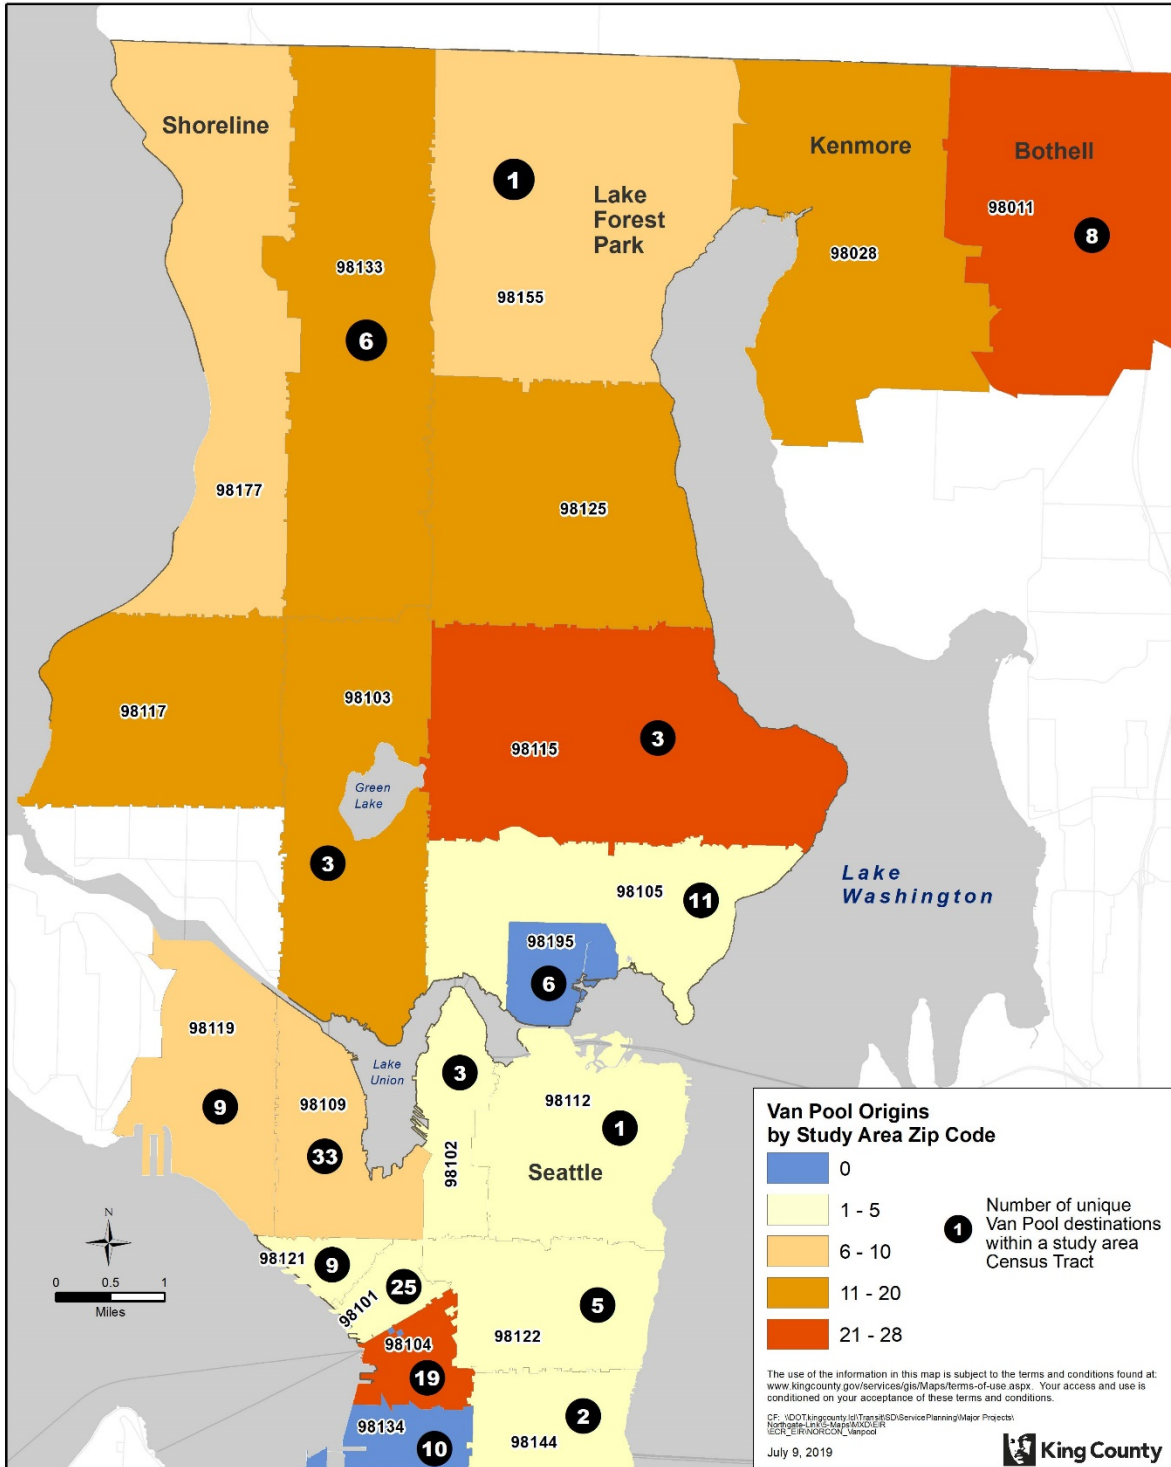 Shoreline
Kenmore
Bothell
1
Lake
Forest
Park
98011
8
98133
98155
98028
6
98177
98125
98117
98103
98115
3
Green
Lake
3
98105
11
Lake
Washington
98195
6
98119
Lake
Union
3
98109
9
98112
1
33
98102
Seattle
N
98121
9
25
98101
5
98122
98104
19
2
98134
10
98144
0 0.5 1
Miles
Van Pool Origins
by Study Area Zip Code
0
1 - 5
6 - 10
11 - 20
21 - 28
1
Number of unique
Van Pool destinations
within a study area
Census Tract
The use of the information in this map is subject to the terms and conditions found at:
www.kingcounty.gov/services/gis/Maps/terms-of-use.aspx. Your access and use is
conditioned on your acceptance of these terms and conditions.
July 9, 2019
King County